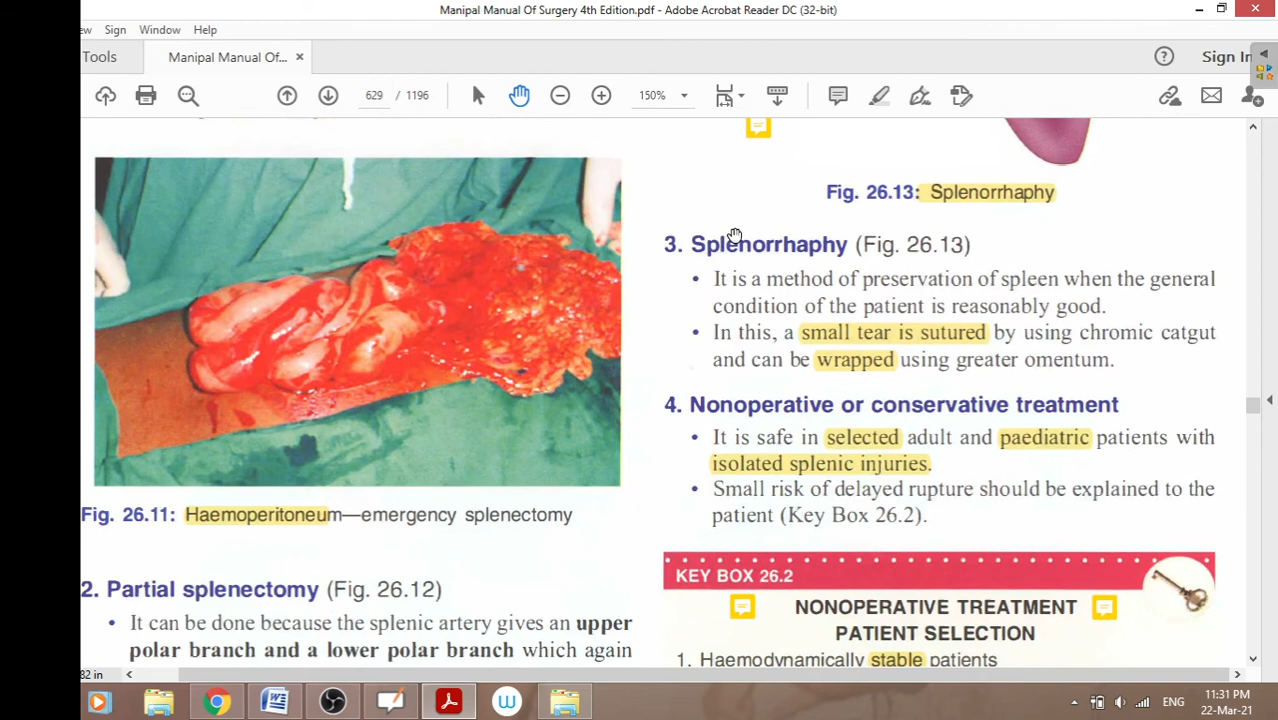 Manipal Manual Of Surgery 4th Edition.pdf - Adobe Acrobat Reader DC (32-bit)
ew Sign Window Help
Tools Manipal Manual Of... × Sign In
629 / 1196 150%
Fig. 26.13: Splenorrhaphy
3. Splenorrhaphy (Fig. 26.13)
• It is a method of preservation of spleen when the general
condition of the patient is reasonably good.
• In this, a small tear is sutured by using chromic catgut
and can be wrapped using greater omentum.
4. Nonoperative or conservative treatment
• It is safe in selected adult and paediatric patients with
isolated splenic injuries.
• Small risk of delayed rupture should be explained to the
patient (Key Box 26.2).
KEY BOX 26.2
NONOPERATIVE TREATMENT
PATIENT SELECTION
1. Haemodynamically stable patients
Fig. 26.11: Haemoperitoneum—emergency splenectomy
2. Partial splenectomy (Fig. 26.12)
• It can be done because the splenic artery gives an upper
polar branch and a lower polar branch which again
82 in
ENG
11:31 PM
22-Mar-21